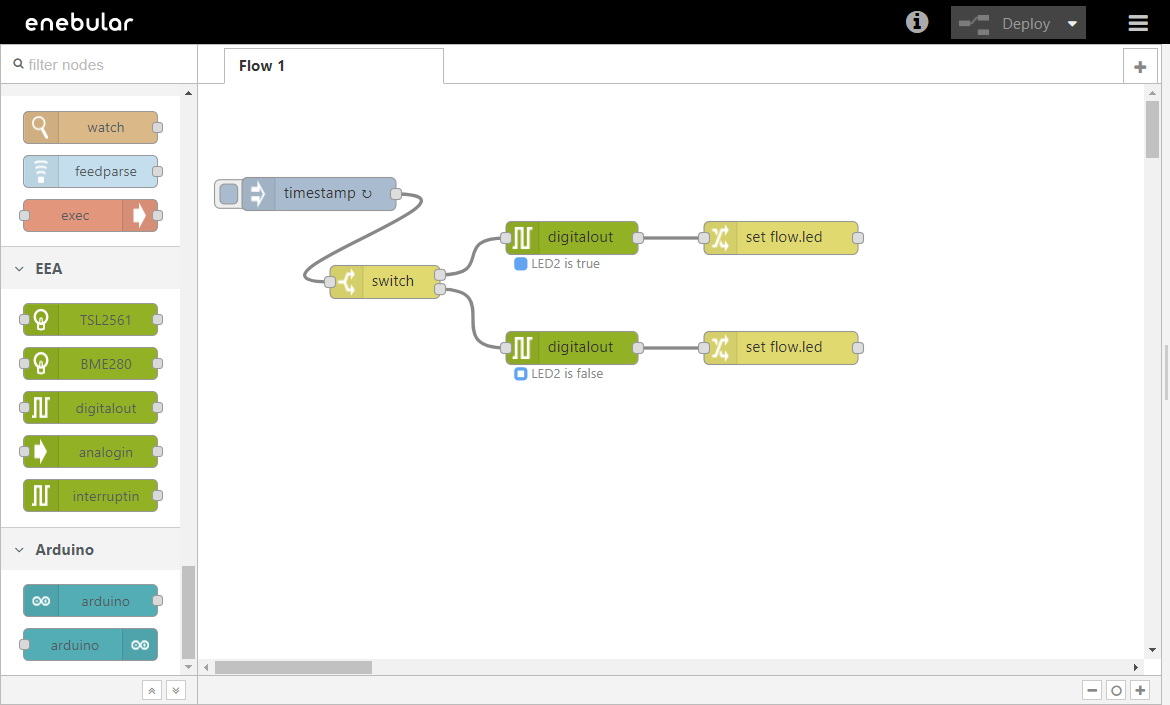 enebular
Deploy
filter nodes
Flow 1
watch
feedparse
exec
EEA
TSL2561
BME280
digitalout
analogin
interruptin
Arduino
arduino
arduino
timestamp ↻
switch
digitalout
LED2 is true
set flow.led
digitalout
LED2 is false
set flow.led